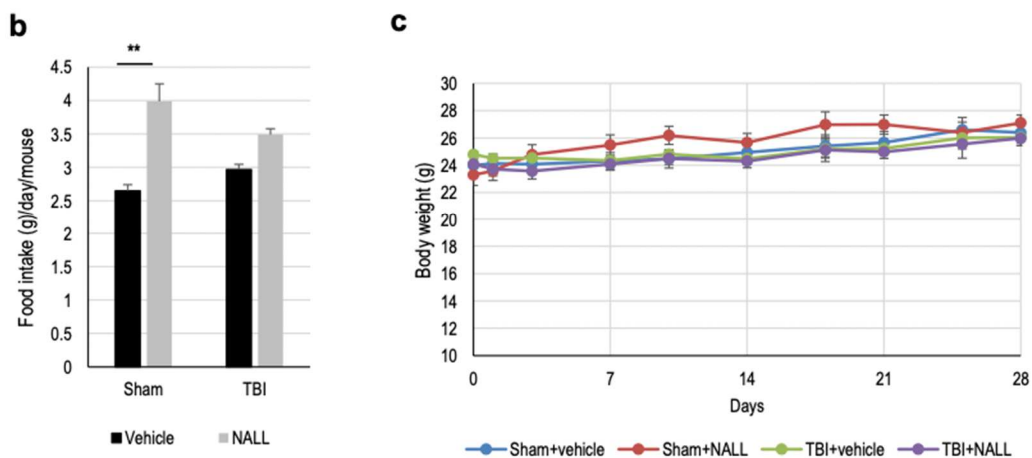 b
**
Food intake (g)/day/mouse
4.5
4
3.5
3
2.5
2
1.5
1
0.5
0
Sham TBI
Vehicle NALL
c
Body weight (g)
30
28
26
24
22
20
18
16
14
12
10
0 7 14 21 28
Days
Sham+vehicle Sham+NALL TBI+vehicle TBI+NALL